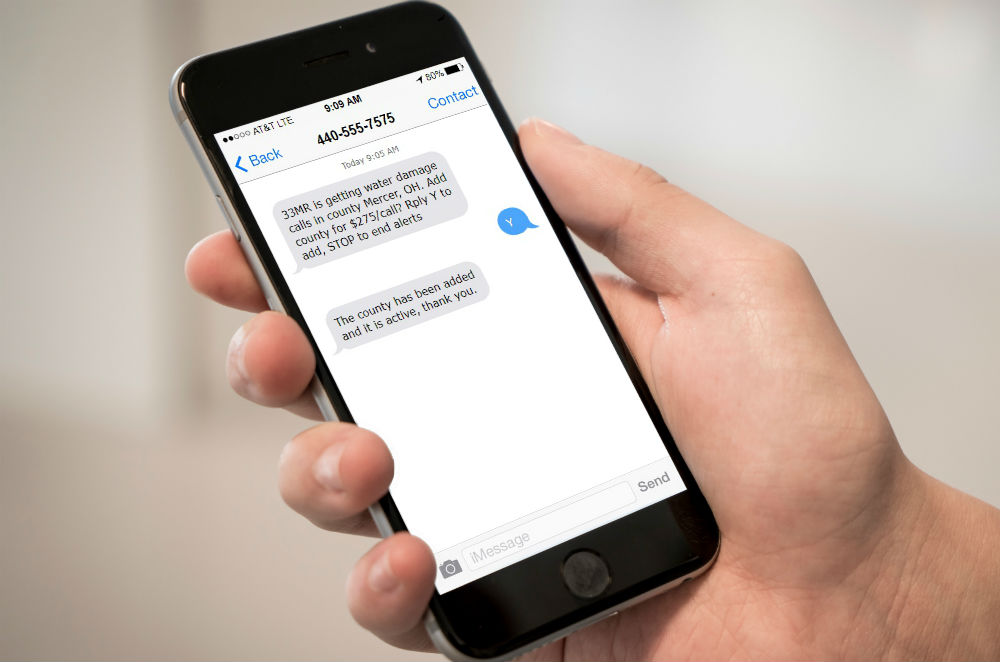 ●●○○○ AT&T LTE 9:09 AM 80%
Back 440-555-7575 Contact
Today 9:05 AM
33MR is getting water damage
calls in county Mercer, OH. Add
county for $275/call? Rply Y to
add, STOP to end alerts
Y
The county has been added
and it is active, thank you.
iMessage Send